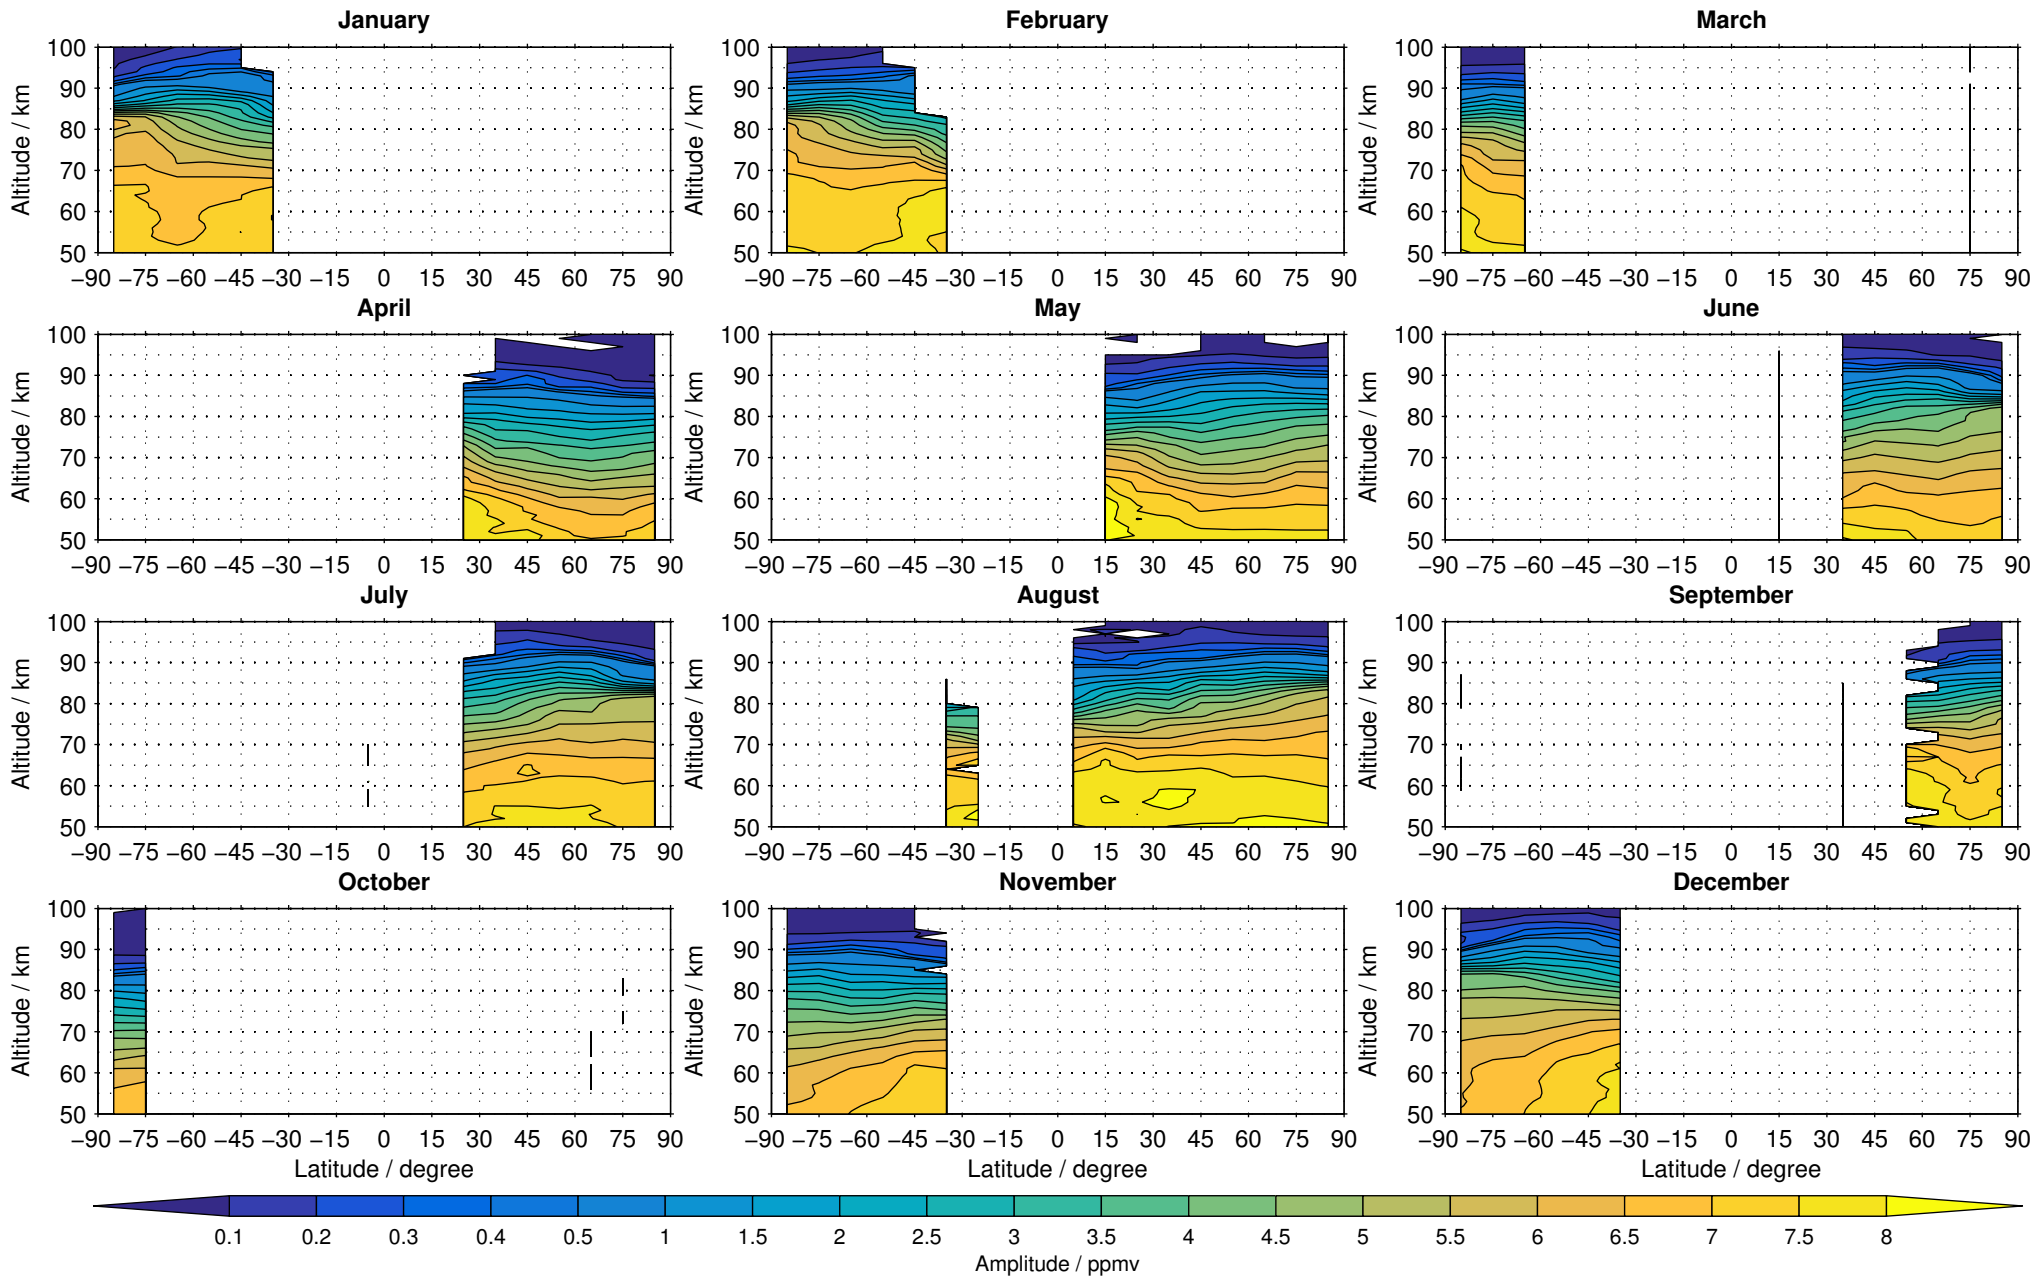 January February March
100 100 100
90 90 90
80 80 80
70 70 70
60 60 60
50 50 50
Altitude / km Altitude / km Altitude / km
−90 −75 −60 −45 −30 −15 0 15 30 45 60 75 90 −90 −75 −60 −45 −30 −15 0 15 30 45 60 75 90 −90 −75 −60 −45 −30 −15 0 15 30 45 60 75 90
April May June
100 100 100
90 90 90
80 80 80
70 70 70
60 60 60
50 50 50
Altitude / km Altitude / km Altitude / km
−90 −75 −60 −45 −30 −15 0 15 30 45 60 75 90 −90 −75 −60 −45 −30 −15 0 15 30 45 60 75 90 −90 −75 −60 −45 −30 −15 0 15 30 45 60 75 90
July August September
100 100 100
90 90 90
80 80 80
70 70 70
60 60 60
50 50 50
Altitude / km Altitude / km Altitude / km
−90 −75 −60 −45 −30 −15 0 15 30 45 60 75 90 −90 −75 −60 −45 −30 −15 0 15 30 45 60 75 90 −90 −75 −60 −45 −30 −15 0 15 30 45 60 75 90
October November December
100 100 100
90 90 90
80 80 80
70 70 70
60 60 60
50 50 50
Altitude / km Altitude / km Altitude / km
−90 −75 −60 −45 −30 −15 0 15 30 45 60 75 90 −90 −75 −60 −45 −30 −15 0 15 30 45 60 75 90 −90 −75 −60 −45 −30 −15 0 15 30 45 60 75 90
Latitude / degree Latitude / degree Latitude / degree
0.1 0.2 0.3 0.4 0.5 1 1.5 2 2.5 3 3.5 4 4.5 5 5.5 6 6.5 7 7.5 8
Amplitude / ppmv